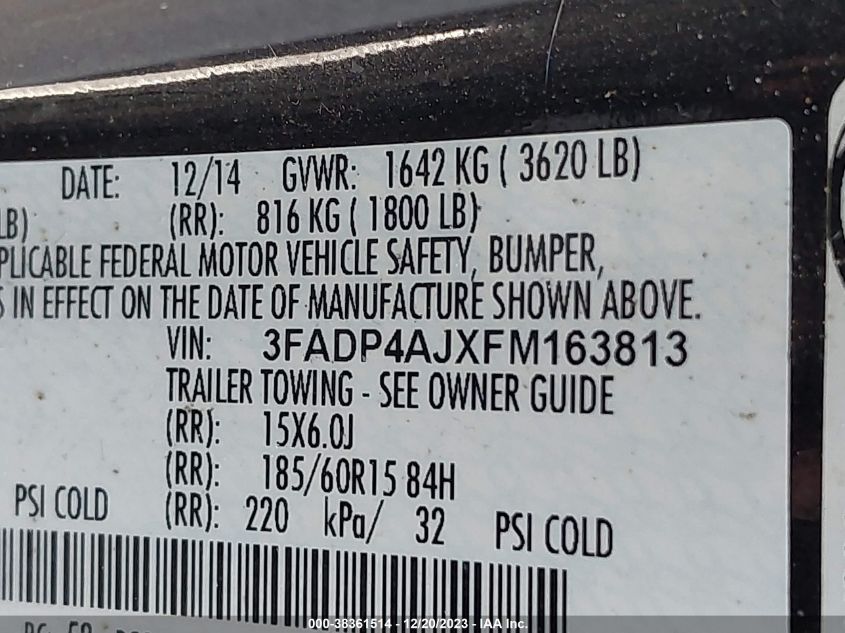 DATE: 12/14 GVWR: 1642 KG ( 3620 LB)
LB) (RR): 816 KG ( 1800 LB)
PLICABLE FEDERAL MOTOR VEHICLE SAFETY, BUMPER,
S IN EFFECT ON THE DATE OF MANUFACTURE SHOWN ABOVE.
VIN: 3FADP4AJXFM163813
TRAILER TOWING - SEE OWNER GUIDE
(RR): 15X6.0J
(RR): 185/60R15 84H
PSI COLD (RR): 220 kPa/ 32 PSI COLD
000-38361514 - 12/20/2023 - IAA Inc.